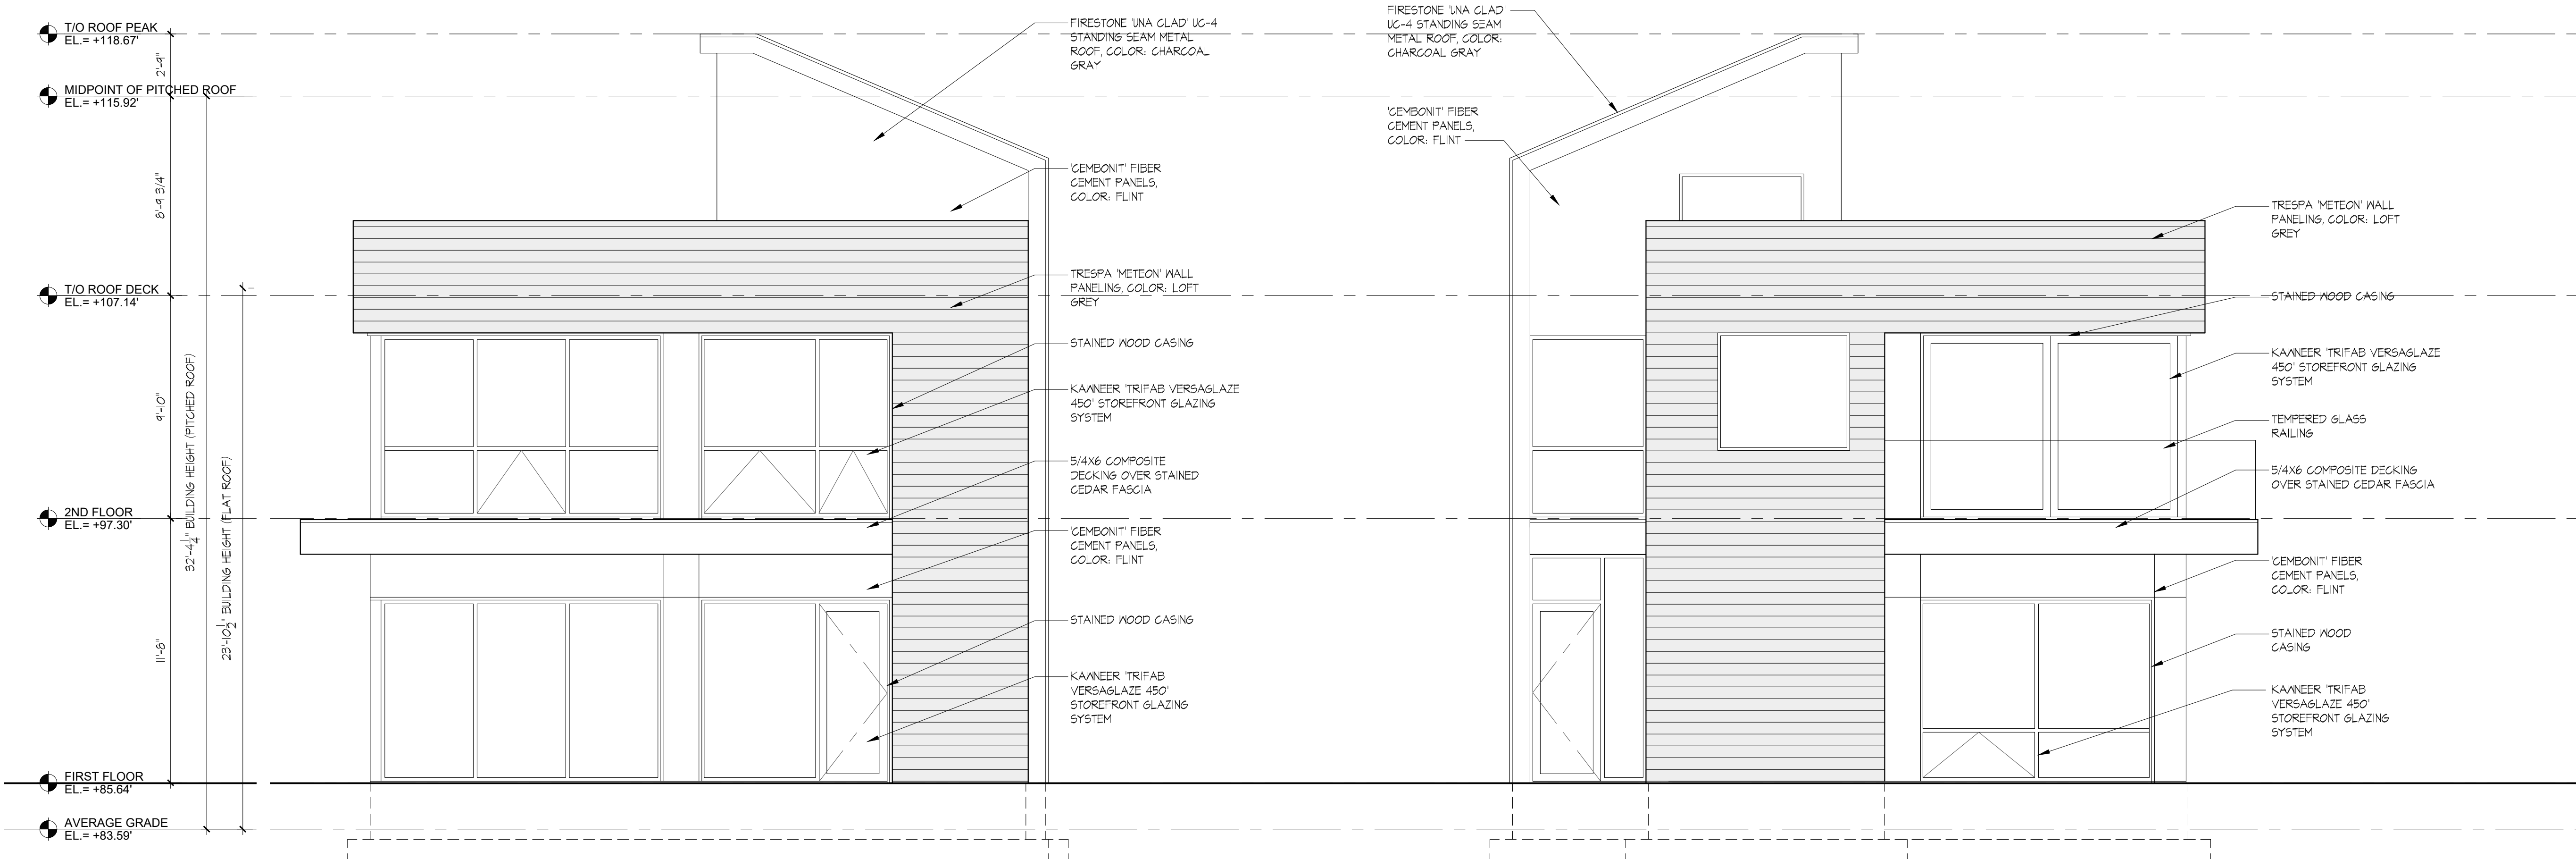 T/O ROOF PEAK
EL.= +118.67'
MIDPOINT OF PITCHED ROOF
EL.= +115.92'
T/O ROOF DECK
EL.= +107.14'
2ND FLOOR
EL.= +97.30'
FIRST FLOOR
EL.= +85.64'
AVERAGE GRADE
EL.= +83.59'
2'-9"
8'-9 3/4"
9'-10"
11'-8"
32'-4 1/4" BUILDING HEIGHT (PITCHED ROOF)
23'-10 1/2" BUILDING HEIGHT (FLAT ROOF)
FIRESTONE 'UNA CLAD' UC-4
STANDING SEAM METAL
ROOF, COLOR: CHARCOAL
GRAY
'CEMBONIT' FIBER
CEMENT PANELS,
COLOR: FLINT
TRESPA 'METEON' WALL
PANELING, COLOR: LOFT
GREY
STAINED WOOD CASING
KAWNEER 'TRIFAB VERSAGLAZE
450' STOREFRONT GLAZING
SYSTEM
5/4X6 COMPOSITE
DECKING OVER STAINED
CEDAR FASCIA
'CEMBONIT' FIBER
CEMENT PANELS,
COLOR: FLINT
STAINED WOOD CASING
KAWNEER 'TRIFAB
VERSAGLAZE 450'
STOREFRONT GLAZING
SYSTEM
FIRESTONE 'UNA CLAD'
UC-4 STANDING SEAM
METAL ROOF, COLOR:
CHARCOAL GRAY
'CEMBONIT' FIBER
CEMENT PANELS,
COLOR: FLINT
TRESPA 'METEON' WALL
PANELING, COLOR: LOFT
GREY
STAINED WOOD CASING
KAWNEER 'TRIFAB VERSAGLAZE
450' STOREFRONT GLAZING
SYSTEM
TEMPERED GLASS
RAILING
5/4X6 COMPOSITE DECKING
OVER STAINED CEDAR FASCIA
'CEMBONIT' FIBER
CEMENT PANELS,
COLOR: FLINT
STAINED WOOD
CASING
KAWNEER 'TRIFAB
VERSAGLAZE 450'
STOREFRONT GLAZING
SYSTEM